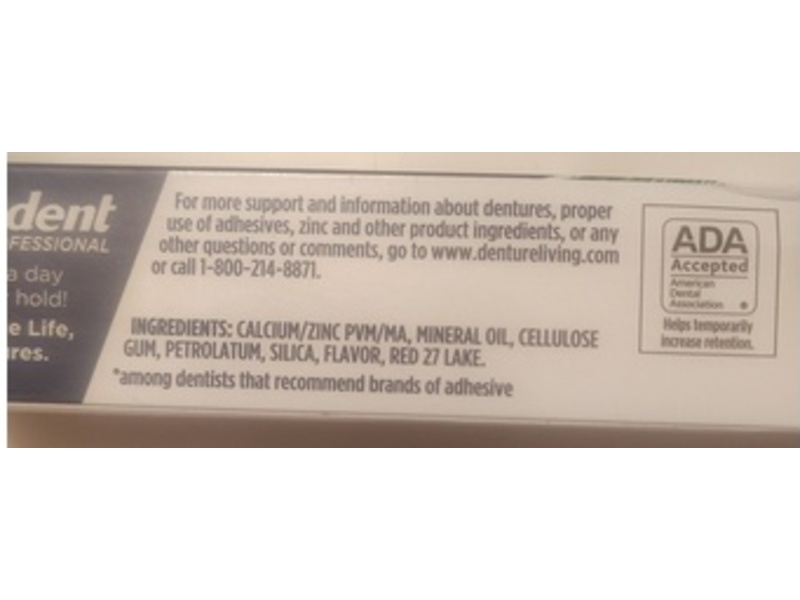 dent
FESSIONAL
a day
hold!
e Life,
ures.
For more support and information about dentures, proper
use of adhesives, zinc and other product ingredients, or any
other questions or comments, go to www.dentureliving.com
or call 1-800-214-8871.
INGREDIENTS: CALCIUM/ZINC PVM/MA, MINERAL OIL, CELLULOSE
GUM, PETROLATUM, SILICA, FLAVOR, RED 27 LAKE.
*among dentists that recommend brands of adhesive
ADA
Accepted
American
Dental
Association ®
Helps temporarily
increase retention.